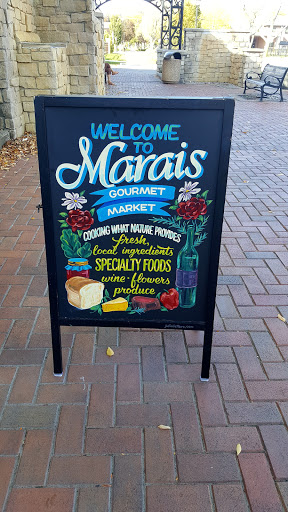 WELCOME
TO
Marais
GOURMET
MARKET
COOKING WHAT NATURE PROVIDES
fresh,
local ingredients
SPECIALTY FOODS
wine • flowers
produce